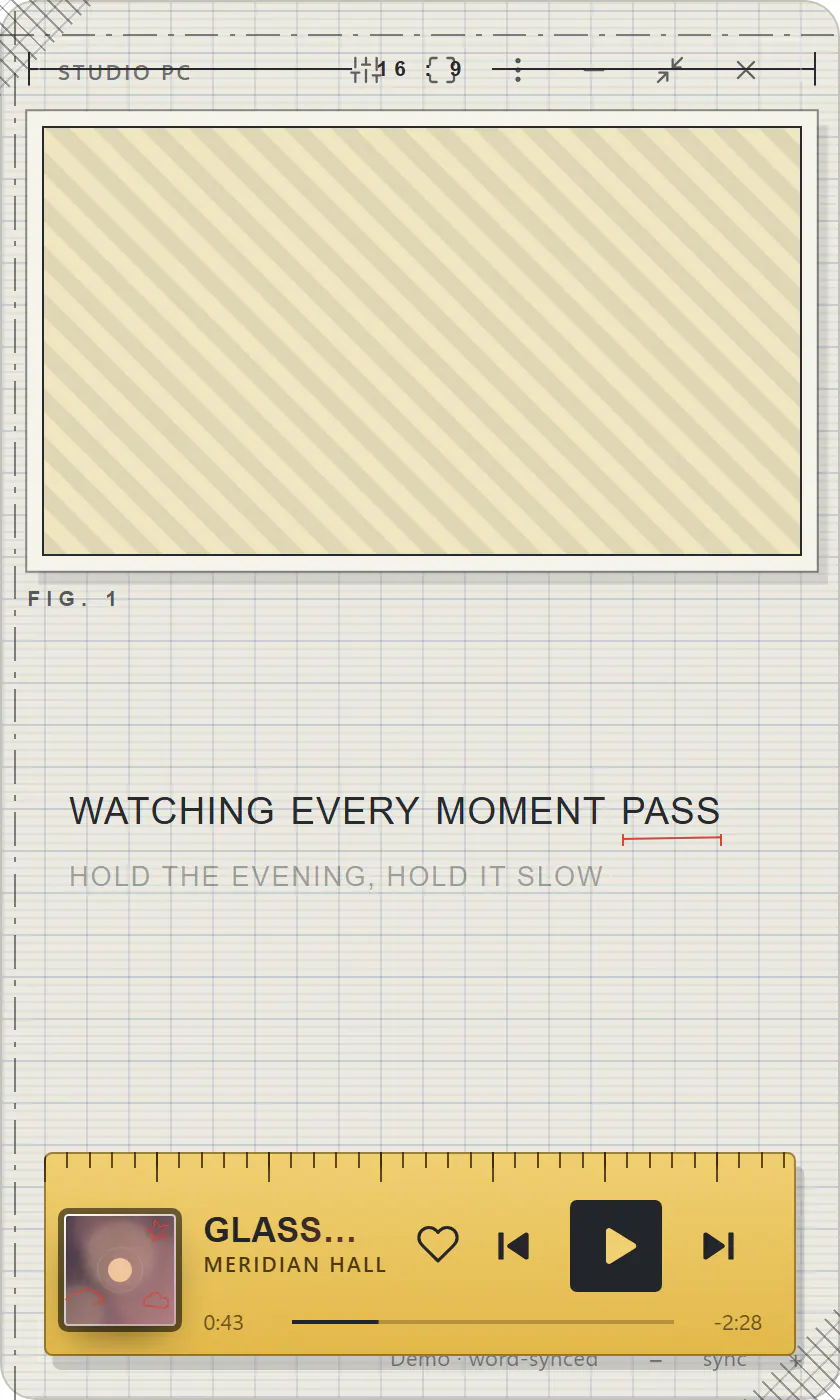 STUDIO PC
16 : 9
FIG. 1
WATCHING EVERY MOMENT PASS
HOLD THE EVENING, HOLD IT SLOW
GLASS...
MERIDIAN HALL
0:43
-2:28
Demo · word-synced
– sync +